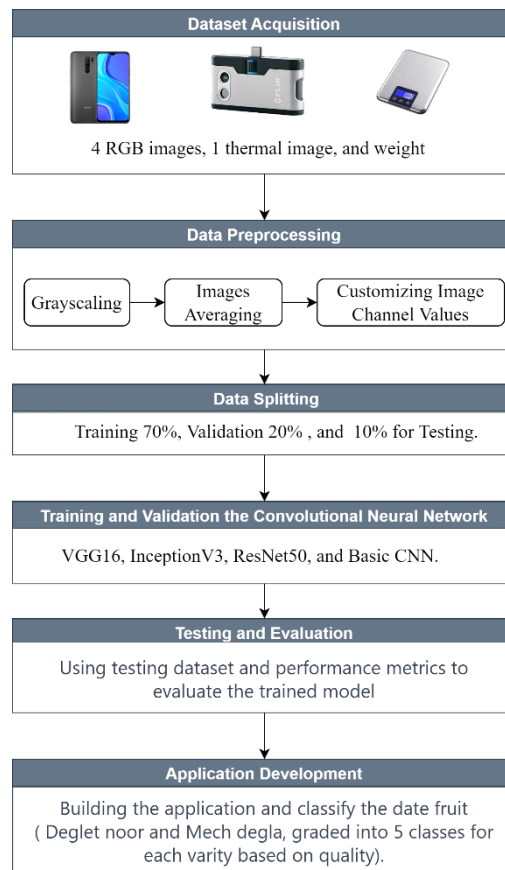 Dataset Acquisition
FLIR
4 RGB images, 1 thermal image, and weight
Data Preprocessing
Grayscaling
Images
Averaging
Customizing Image
Channel Values
Data Splitting
Training 70%, Validation 20% , and  10% for Testing.
Training and Validation the Convolutional Neural Network
VGG16, InceptionV3, ResNet50, and Basic CNN.
Testing and Evaluation
Using testing dataset and performance metrics to
evaluate the trained model
Application Development
Building the application and classify the date fruit
( Deglet noor and Mech degla, graded into 5 classes for
each varity based on quality).